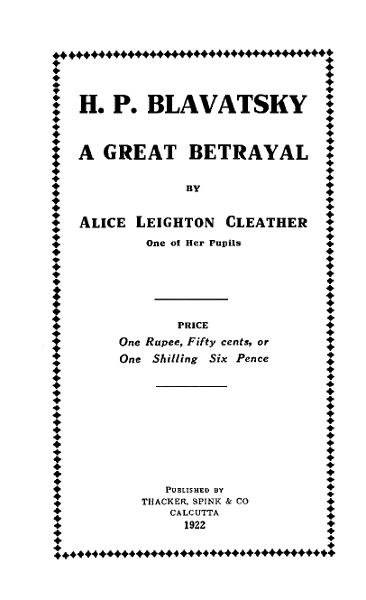 H. P. BLAVATSKY
A GREAT BETRAYAL
BY
ALICE LEIGHTON CLEATHER
One of Her Pupils
PRICE
One Rupee, Fifty cents, or
One Shilling Six Pence
PUBLISHED BY
THACKER, SPINK & CO
CALCUTTA
1922